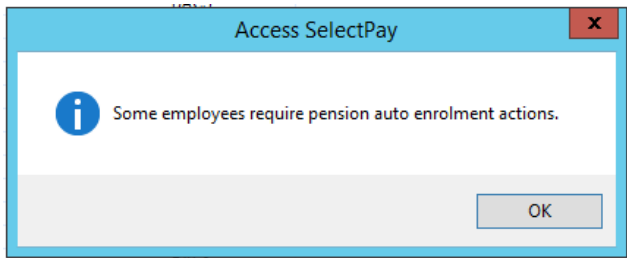 Access SelectPay
x
Some employees require pension auto enrolment actions.
OK